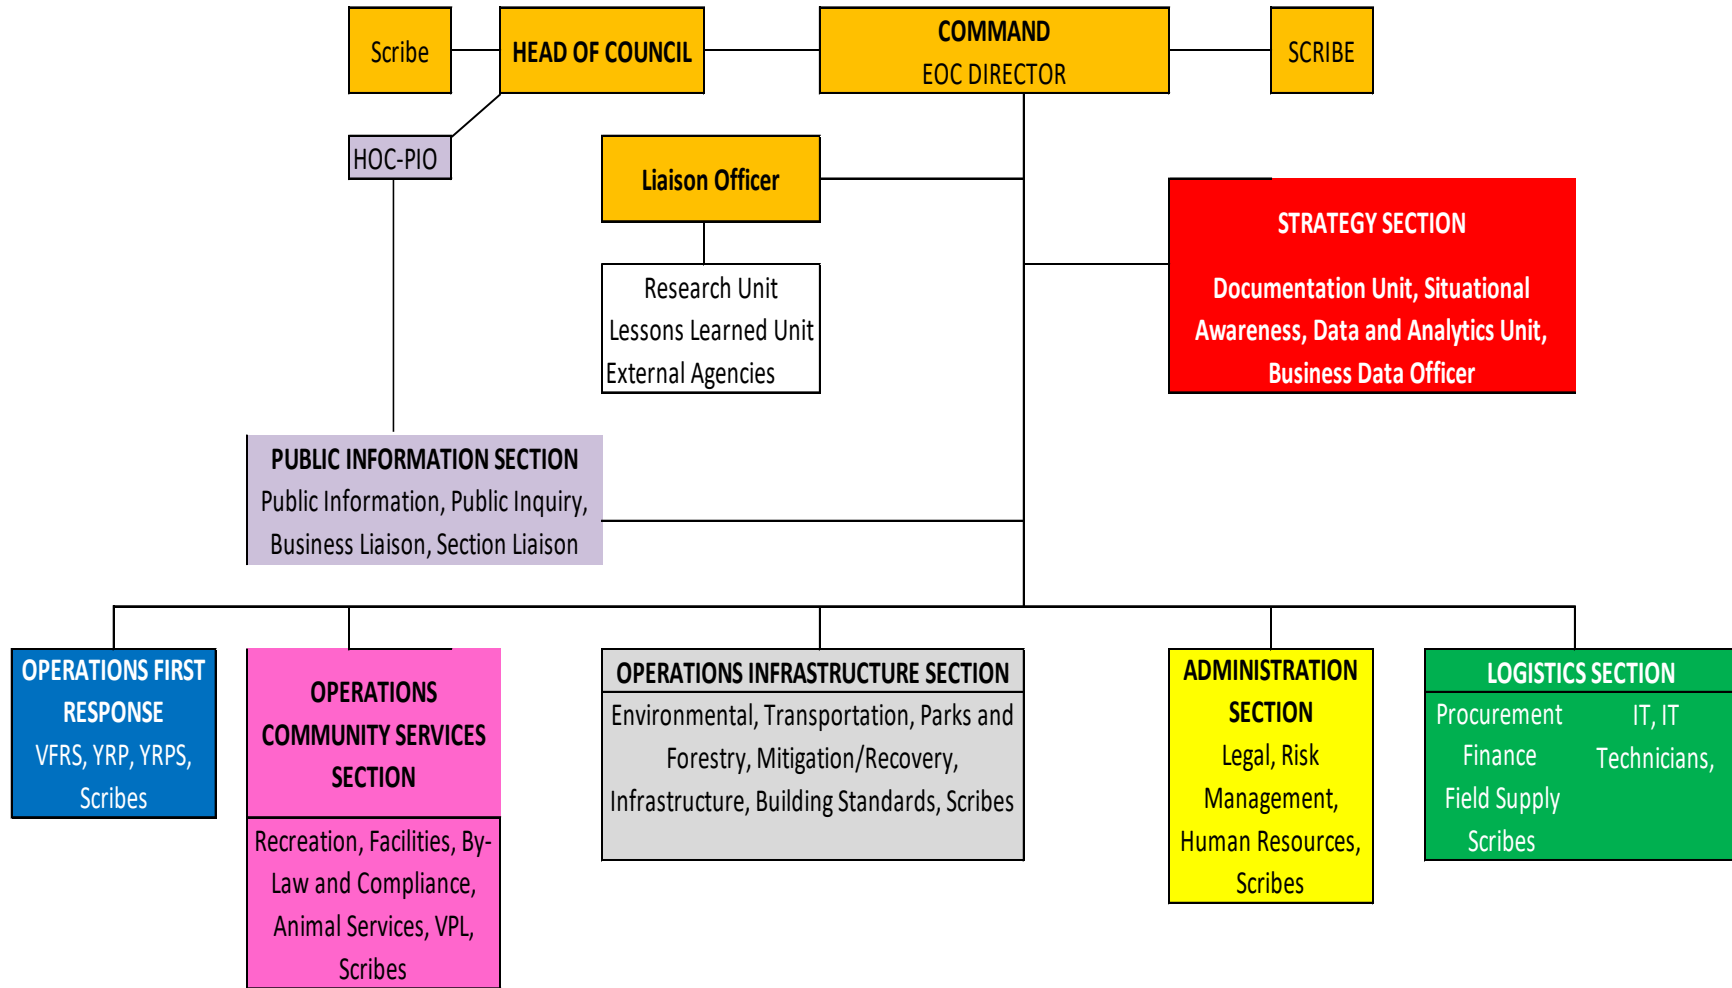 Scribe
HEAD OF COUNCIL
COMMAND
EOC DIRECTOR
SCRIBE
HOC-PIO
Liaison Officer
Research Unit
Lessons Learned Unit
External Agencies
STRATEGY SECTION
Documentation Unit, Situational
Awareness, Data and Analytics Unit,
Business Data Officer
PUBLIC INFORMATION SECTION
Public Information, Public Inquiry,
Business Liaison, Section Liaison
OPERATIONS FIRST
RESPONSE
VFRS, YRP, YRPS,
Scribes
OPERATIONS
COMMUNITY SERVICES
SECTION
Recreation, Facilities, By-
Law and Compliance,
Animal Services, VPL,
Scribes
OPERATIONS INFRASTRUCTURE SECTION
Environmental, Transportation, Parks and
Forestry, Mitigation/Recovery,
Infrastructure, Building Standards, Scribes
ADMINISTRATION
SECTION
Legal, Risk
Management,
Human Resources,
Scribes
LOGISTICS SECTION
Procurement
Finance
Field Supply
Scribes
IT, IT
Technicians,